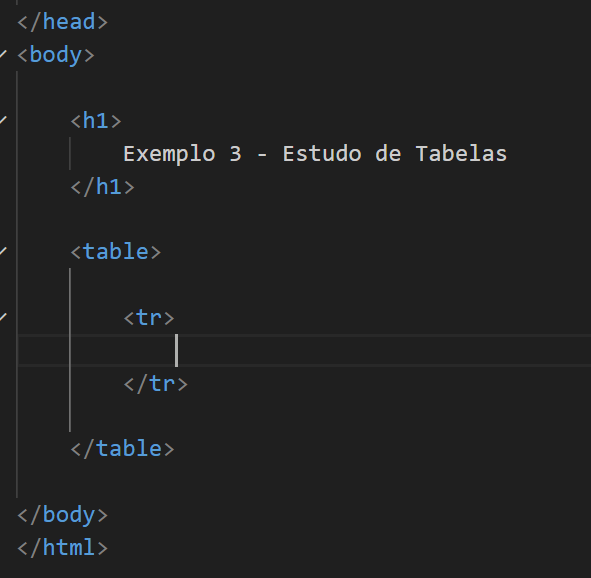 </head>
<body>
<h1>
Exemplo 3 - Estudo de Tabelas
</h1>
<table>
<tr>
</tr>
</table>
</body>
</html>